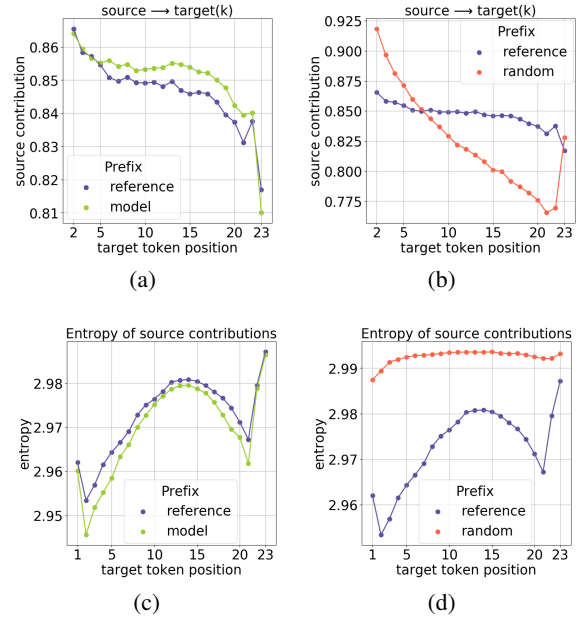 source ⟶ target(k)
0.86
0.85
0.84
0.83
0.82
0.81
source contribution
Prefix
reference
model
2 5 10 15 20 23
target token position
(a)
source ⟶ target(k)
0.925
0.900
0.875
0.850
0.825
0.800
0.775
source contribution
Prefix
reference
random
2 5 10 15 20 23
target token position
(b)
Entropy of source contributions
2.98
2.97
2.96
2.95
entropy
Prefix
reference
model
1 5 10 15 20 23
target token position
(c)
Entropy of source contributions
2.99
2.98
2.97
2.96
entropy
Prefix
reference
random
1 5 10 15 20 23
target token position
(d)